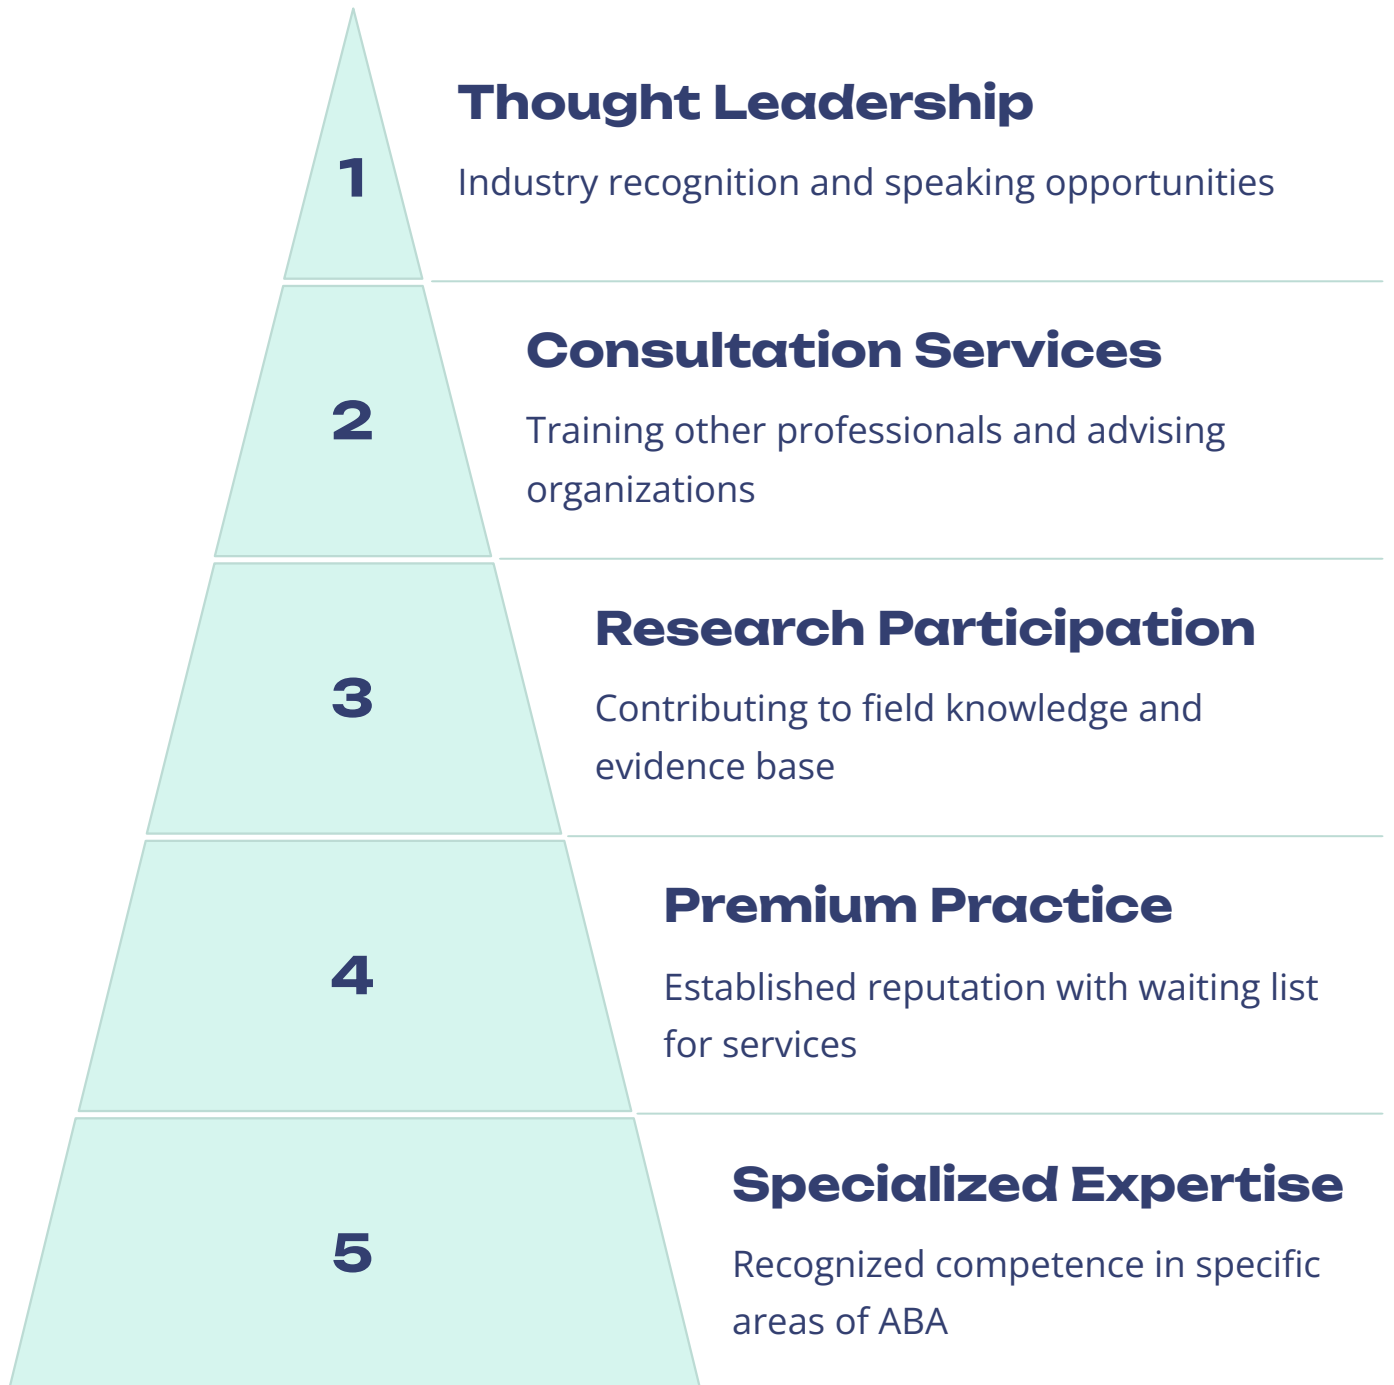 1
Thought Leadership
Industry recognition and speaking opportunities
2
Consultation Services
Training other professionals and advising
organizations
3
Research Participation
Contributing to field knowledge and
evidence base
4
Premium Practice
Established reputation with waiting list
for services
5
Specialized Expertise
Recognized competence in specific
areas of ABA